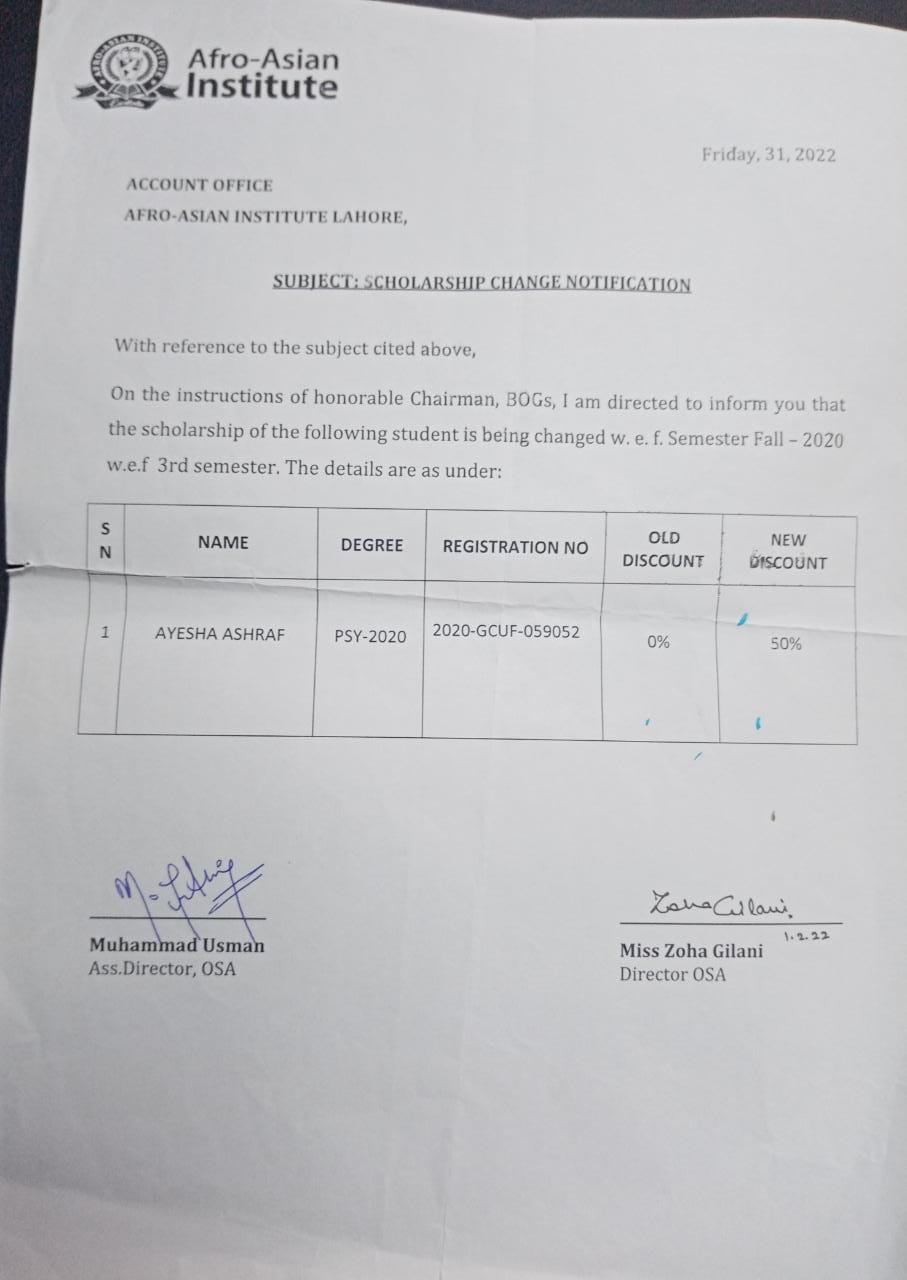 Afro-Asian
Institute
Friday, 31, 2022
ACCOUNT OFFICE
AFRO-ASIAN INSTITUTE LAHORE,
SUBJECT: SCHOLARSHIP CHANGE NOTIFICATION
With reference to the subject cited above,
On the instructions of honorable Chairman, BOGs, I am directed to inform you that
the scholarship of the following student is being changed w. e. f. Semester Fall – 2020
w.e.f 3rd semester. The details are as under:
S N NAME DEGREE REGISTRATION NO OLD DISCOUNT NEW DISCOUNT
1 AYESHA ASHRAF PSY-2020 2020-GCUF-059052 0% 50%
Zoha Gilani
1.2.22
Muhammad Usman
Miss Zoha Gilani
Ass.Director, OSA
Director OSA